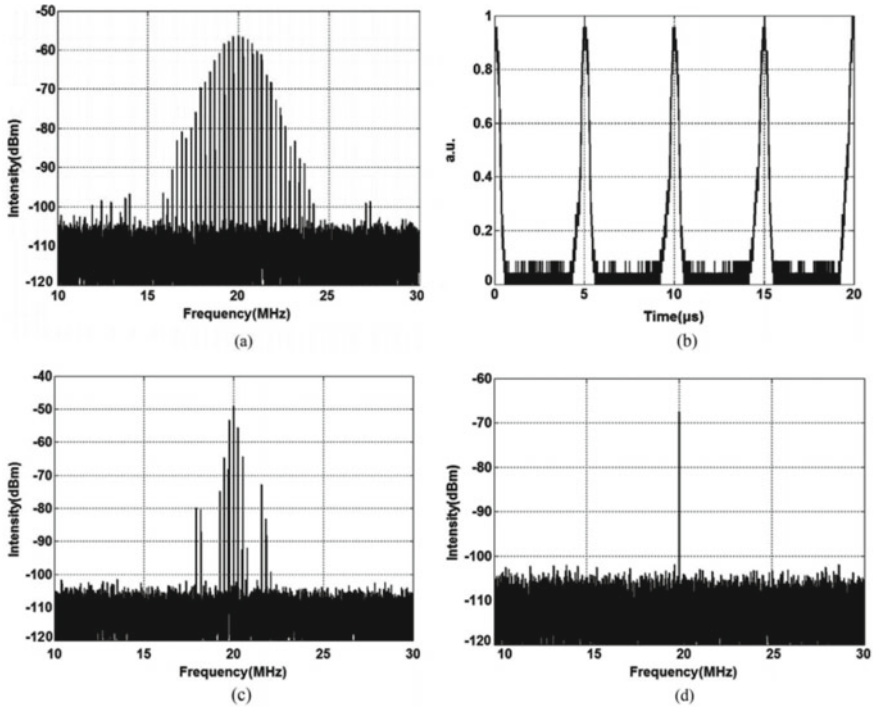 -50
-60
-70
-80
-90
-100
-110
-120
Intensity(dBm)
10 15 20 25 30
Frequency(MHz)
(a)
1
0.8
0.6
0.4
0.2
0
a.u.
0 5 10 15 20
Time(µs)
(b)
-40
-50
-60
-70
-80
-90
-100
-110
-120
Intensity(dBm)
10 15 20 25 30
Frequency(MHz)
(c)
-60
-70
-80
-90
-100
-110
-120
Intensity(dBm)
10 15 20 25 30
Frequency(MHz)
(d)